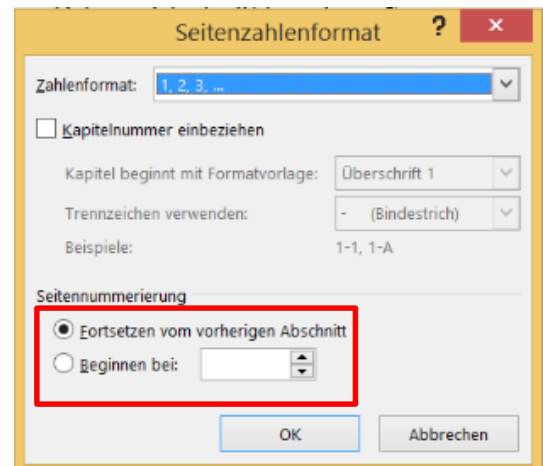 Seitenzahlenformat ? ×
Zahlenformat: 1, 2, 3, ...
Kapitelnummer einbeziehen
Kapitel beginnt mit Formatvorlage: Überschrift 1
Trennzeichen verwenden: - (Bindestrich)
Beispiele: 1-1, 1-A
Seitennummerierung
Fortsetzen vom vorherigen Abschnitt
Beginnen bei:
OK Abbrechen